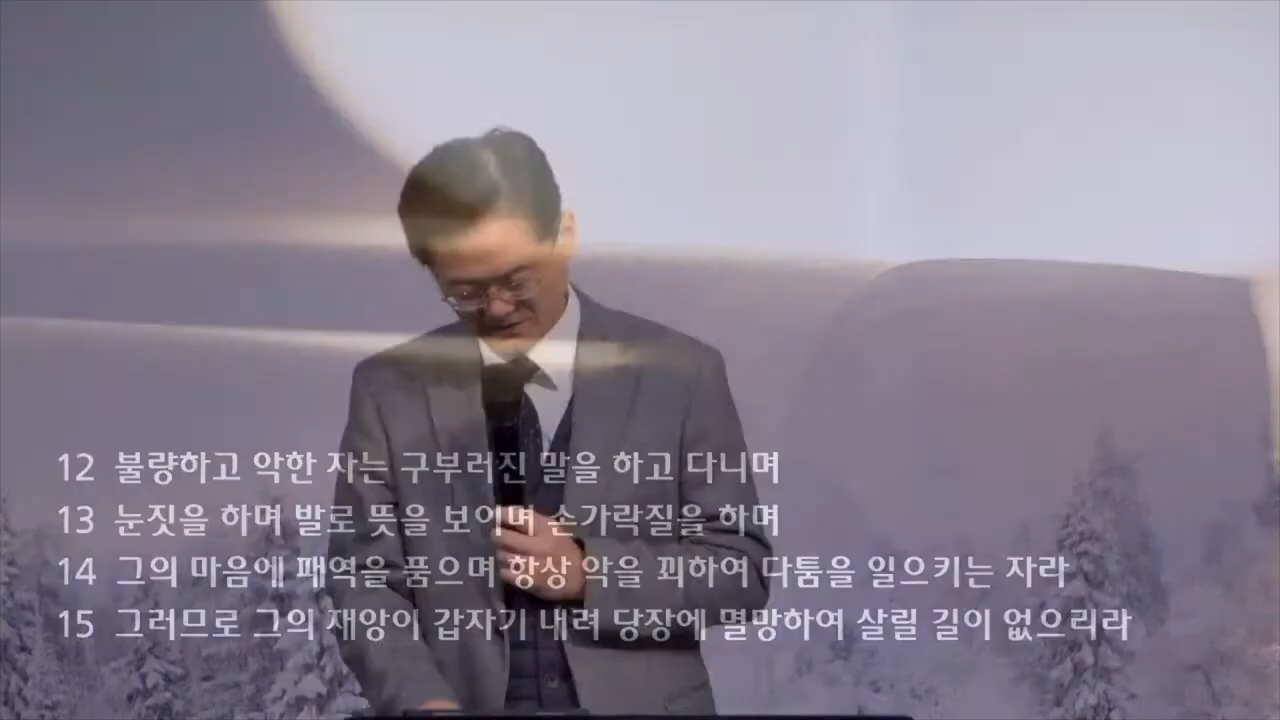 12 불량하고 악한 자는 구부러진 말을 하고 다니며
13 눈짓을 하며 발로 뜻을 보이며 손가락질을 하며
14 그의 마음에 패역을 품으며 항상 악을 꾀하여 다툼을 일으키는 자라
15 그러므로 그의 재앙이 갑자기 내려 당장에 멸망하여 살릴 길이 없으리라